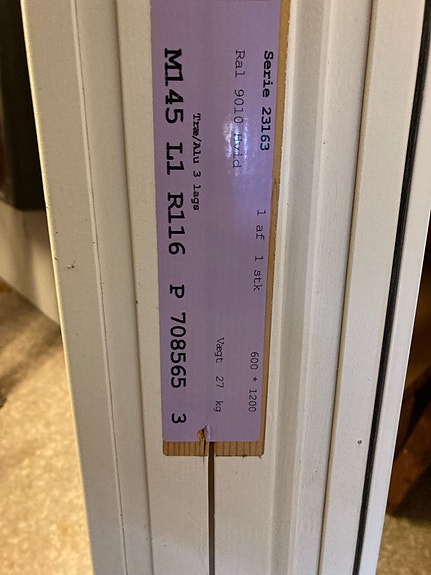 Serie 23163
1 af 1 stk
600 * 1200
Ral 9010 Hvid
Vægt 27 kg
Træ/Alu 3 lags
M145 L1 R116 P 708565 3